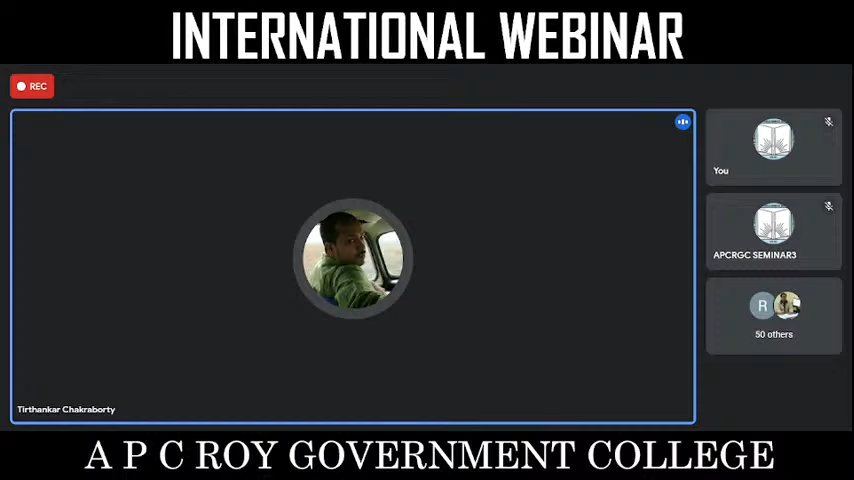 INTERNATIONAL WEBINAR
REC
You
APCRGC SEMINAR3
R
50 others
Tirthankar Chakraborty
A P C ROY GOVERNMENT COLLEGE